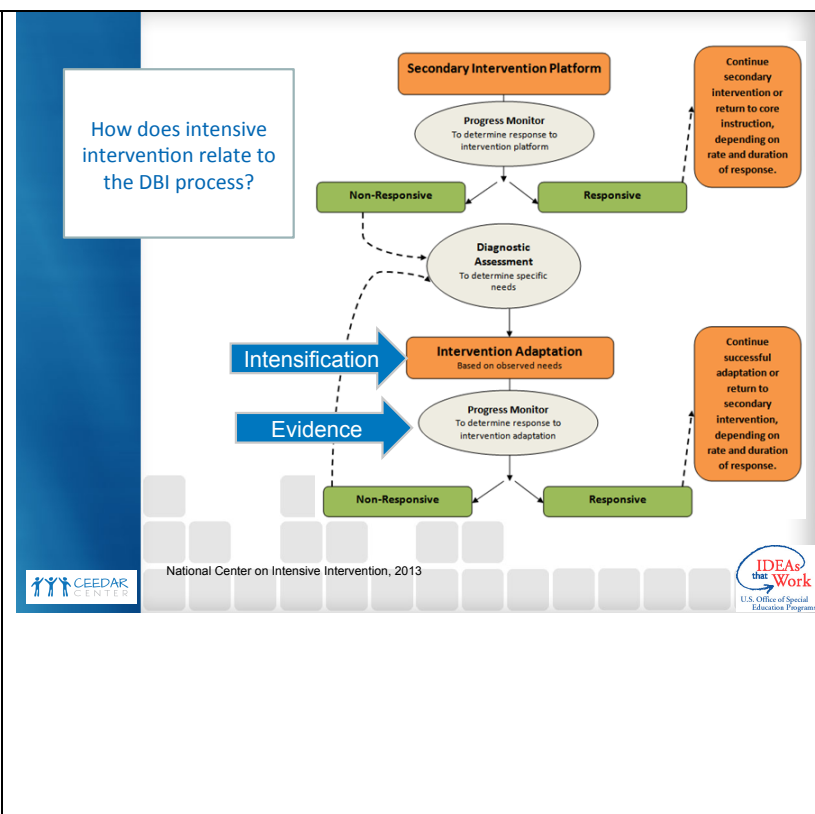 How does intensive
intervention relate to
the DBI process?
Secondary Intervention Platform
Progress Monitor
To determine response to
intervention platform
Non-Responsive
Responsive
Continue
secondary
intervention or
return to core
instruction,
depending on
rate and duration
of response.
Diagnostic
Assessment
To determine specific
needs
Intensification
Intervention Adaptation
Based on observed needs
Evidence
Progress Monitor
To determine response to
intervention adaptation
Non-Responsive
Responsive
Continue
successful
adaptation or
return to
secondary
intervention,
depending on
rate and duration
of response.
National Center on Intensive Intervention, 2013
CEEDAR
CENTER
IDEAs
that Work
U.S. Office of Special
Education Programs